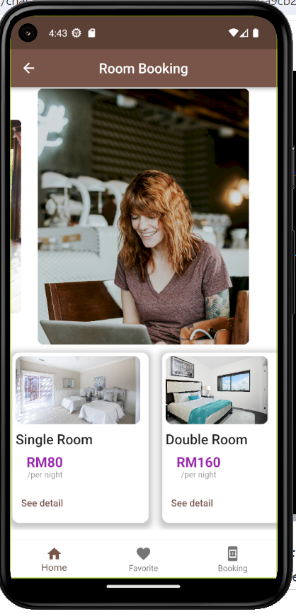 4:43
Room Booking
Single Room
RM80
/per night
See detail
Double Room
RM160
/per night
See detail
Home
Favorite
Booking